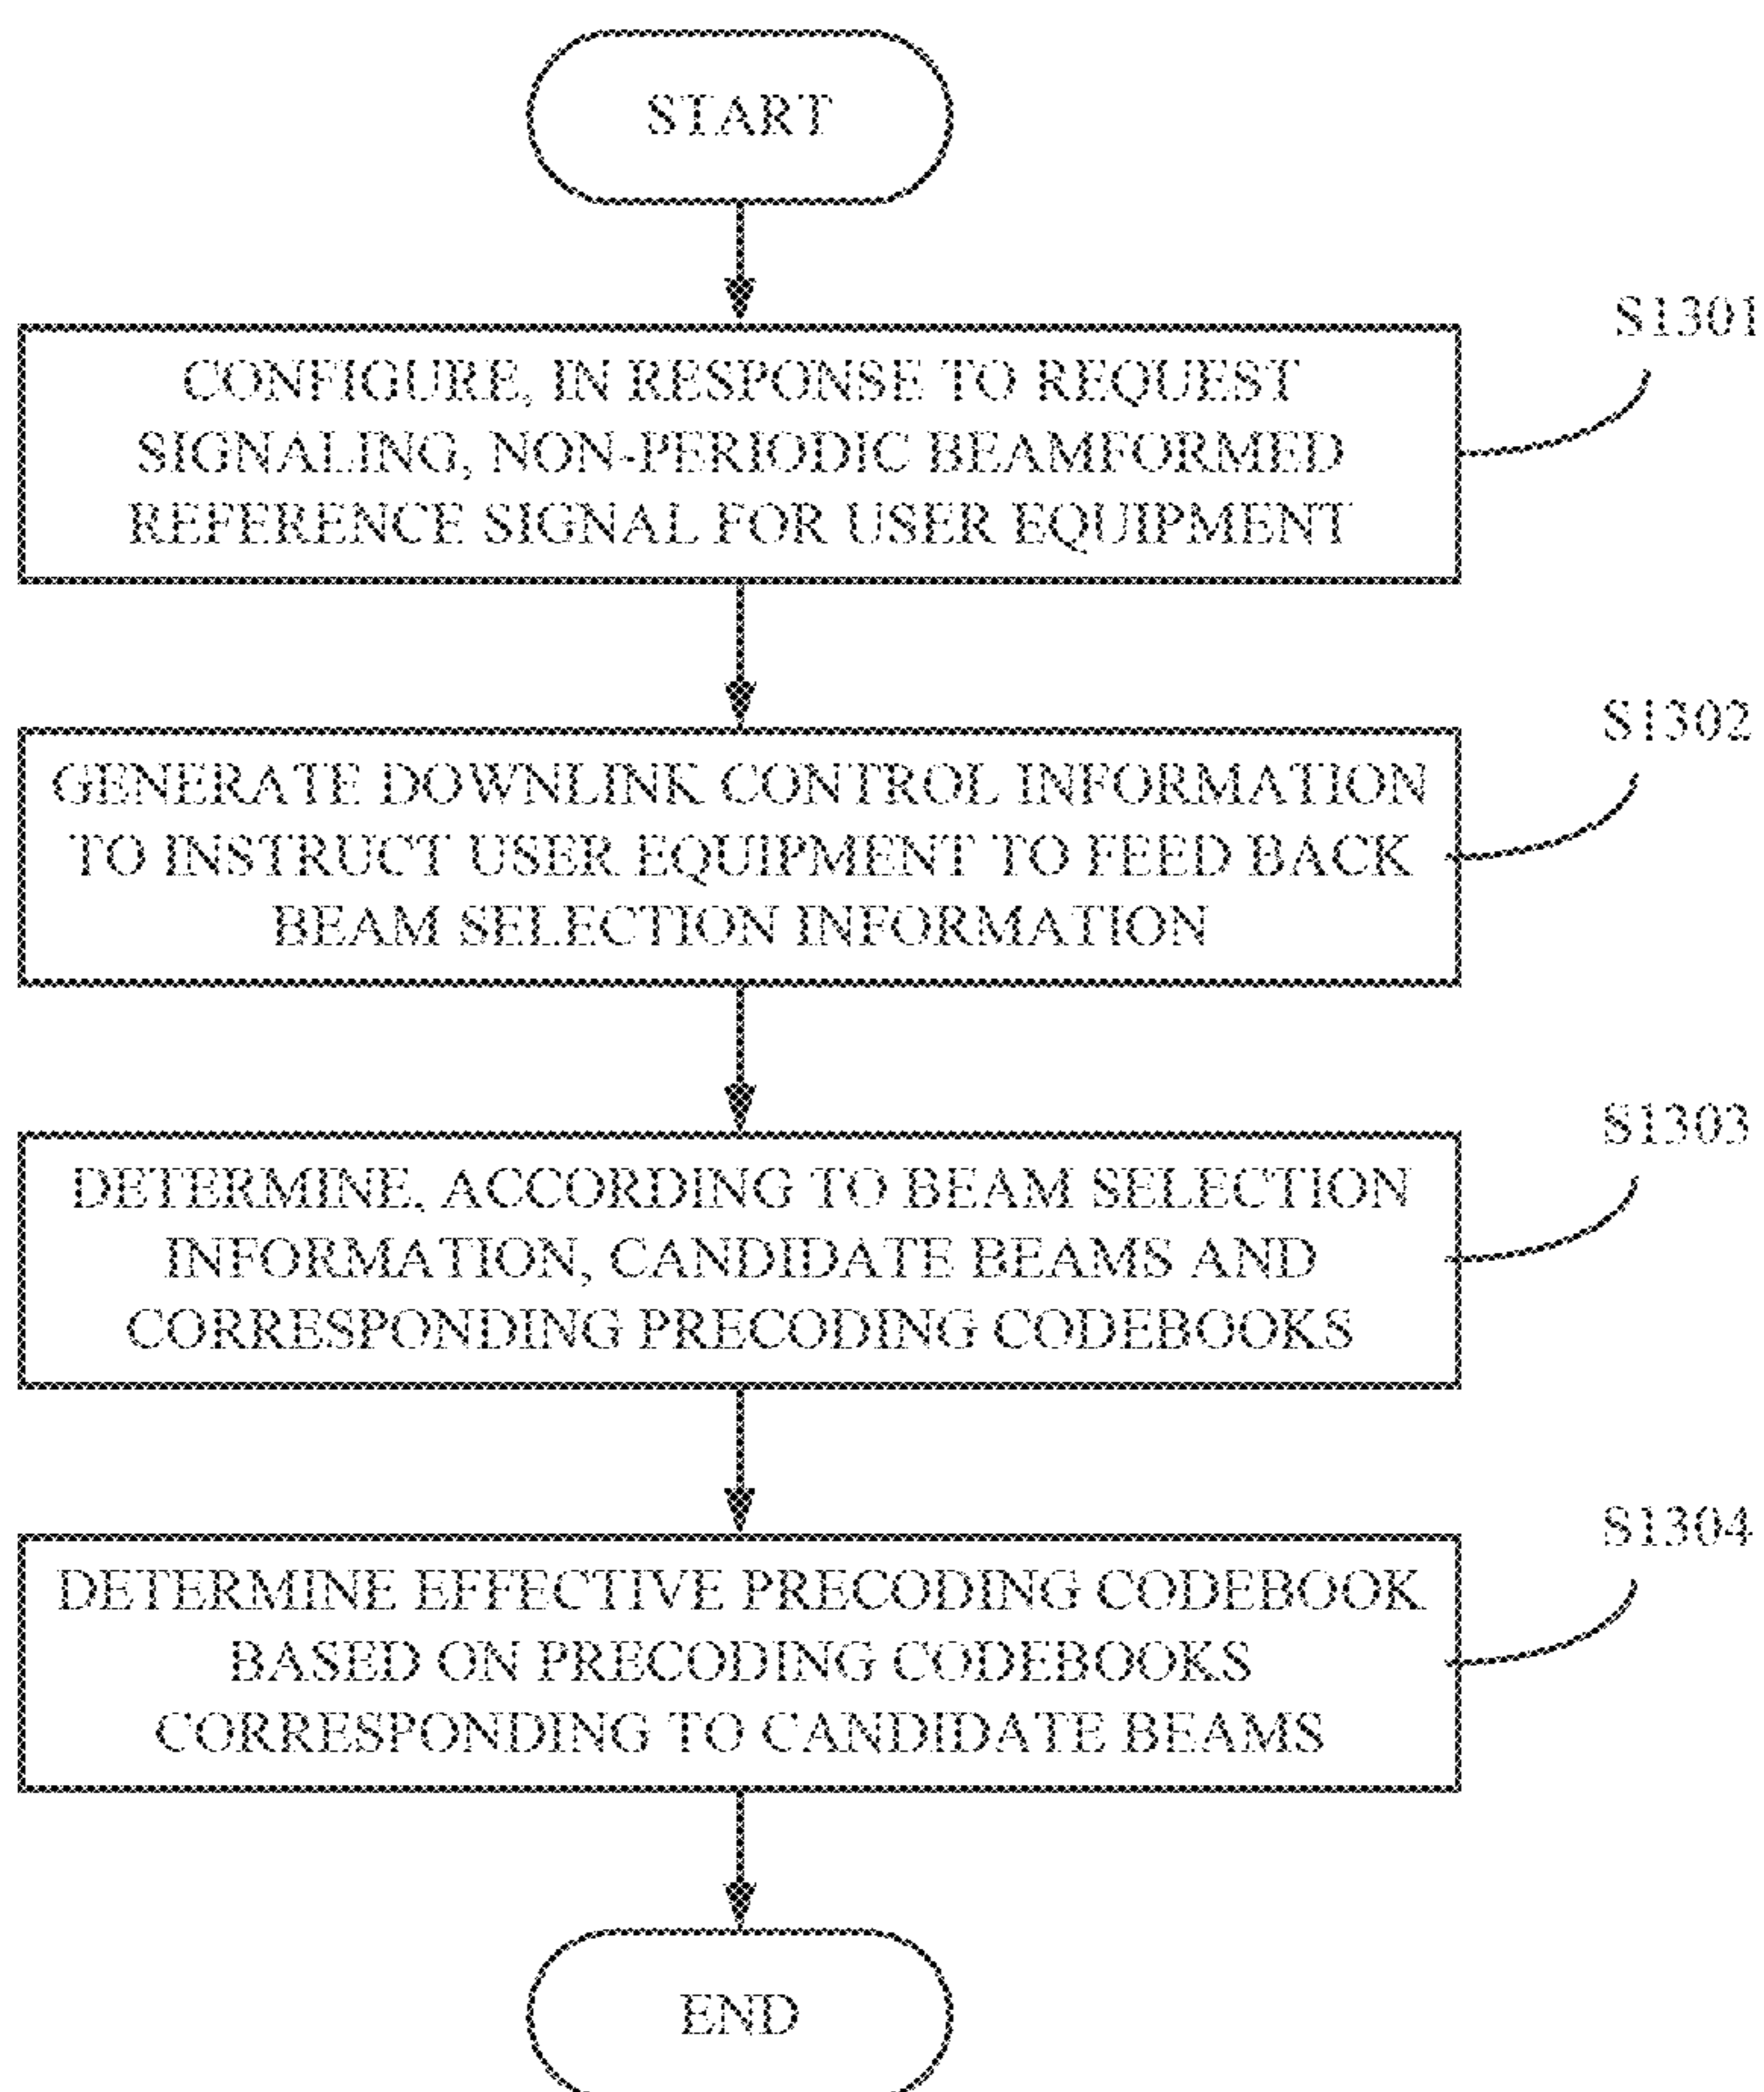 START
S1301
CONFIGURE, IN RESPONSE TO REQUEST
SIGNALING, NON-PERIODIC BEAMFORMED
REFERENCE SIGNAL FOR USER EQUIPMENT
S1302
GENERATE DOWNLINK CONTROL INFORMATION
TO INSTRUCT USER EQUIPMENT TO FEED BACK
BEAM SELECTION INFORMATION
S1303
DETERMINE, ACCORDING TO BEAM SELECTION
INFORMATION, CANDIDATE BEAMS AND
CORRESPONDING PRECODING CODEBOOKS
S1304
DETERMINE EFFECTIVE PRECODING CODEBOOK
BASED ON PRECODING CODEBOOKS
CORRESPONDING TO CANDIDATE BEAMS
END